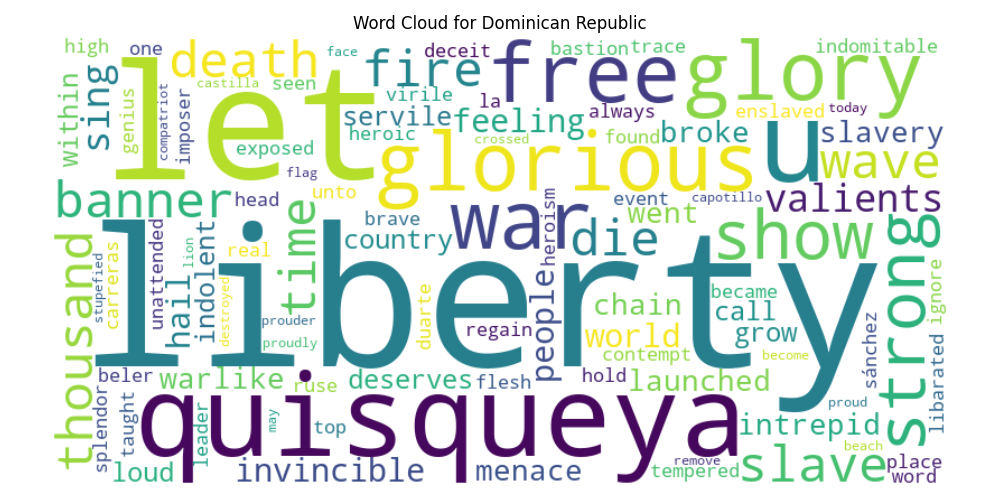 Word Cloud for Dominican Republic
high one death face deceit bastion trace indomitable
within sing let castilla seen fire virile la free always glory enslaved today
genius compatriot imposer exposed servile feeling heroic crossed found broke u slavery
flag glorious wave
banner head unto brave war event capotillo valients
thousand stupefied carreras unattended hail lion indolent real time country die went show strong
destroyed liberty heroism people
prouder proudly duarte regain chain world contempt became call grow become ignore
beler warlike ruse deserves flesh hold launched sánchez libarated
splendor taught leader may quisqueya top proud intrepid
loud invincible menace tempered remove slave beach place word